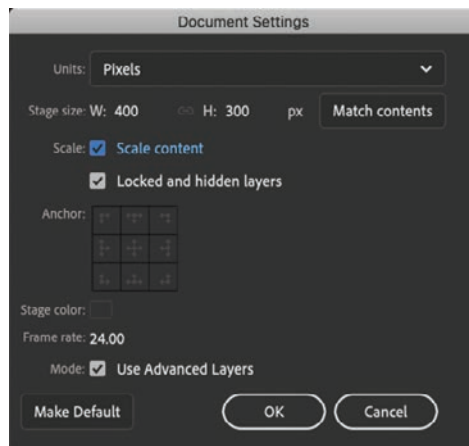 Document Settings
Units: Pixels
Stage size: W: 400 H: 300 px Match contents
Scale: Scale content
Locked and hidden layers
Anchor:
Stage color:
Frame rate: 24.00
Mode: Use Advanced Layers
Make Default OK Cancel